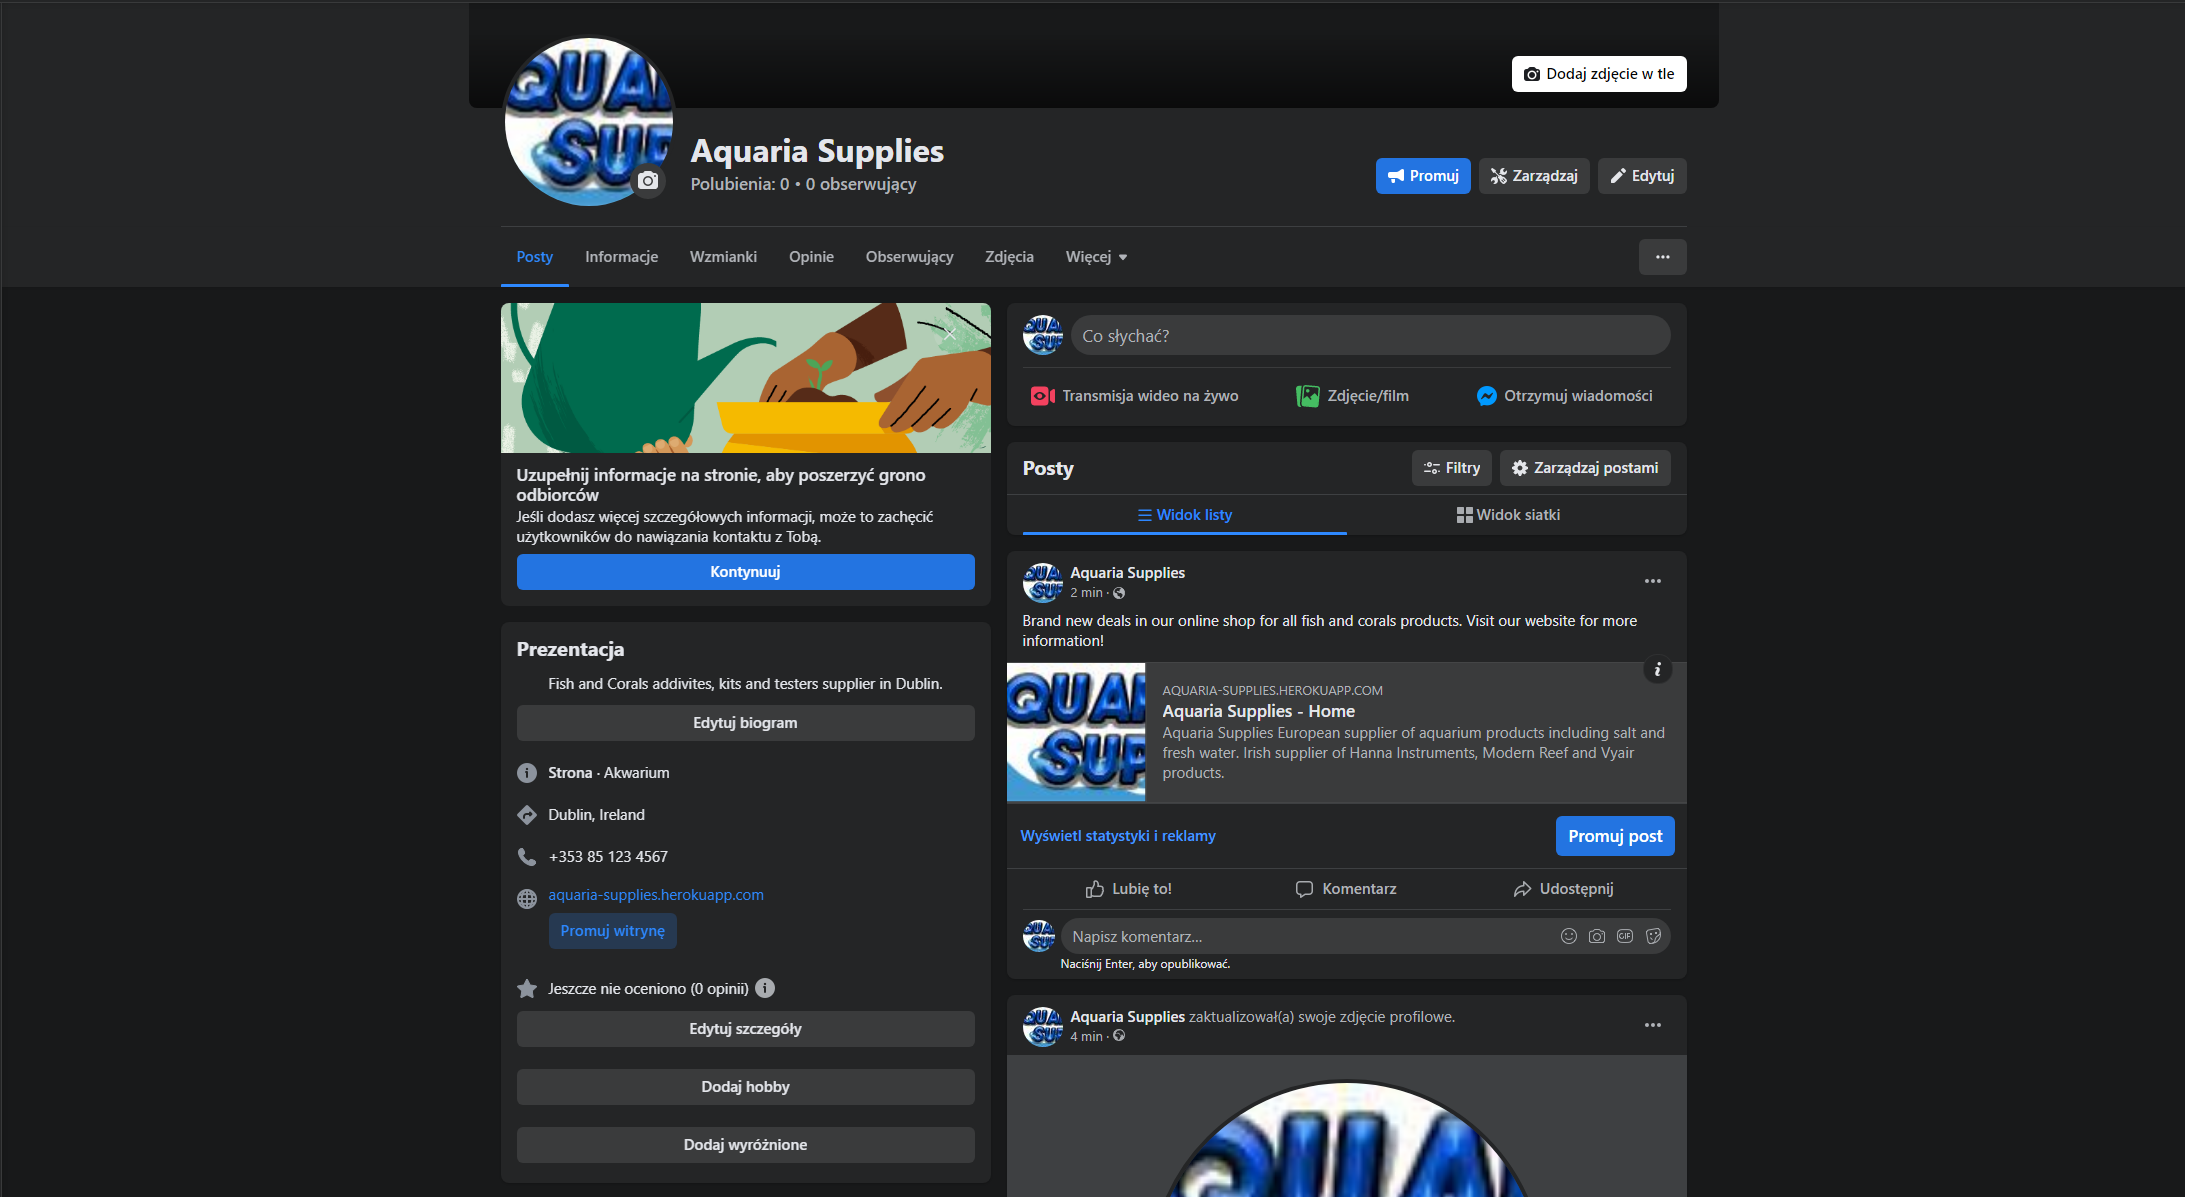 Dodaj zdjęcie w tle
QUAI
SUP
Aquaria Supplies
Polubienia: 0 • 0 obserwujący
Promuj
Zarządzaj
Edytuj
Posty
Informacje
Wzmianki
Opinie
Obserwujący
Zdjęcia
Więcej
Uzupełnij informacje na stronie, aby poszerzyć grono
odbiorców
Jeśli dodasz więcej szczegółowych informacji, może to zachęcić
użytkowników do nawiązania kontaktu z Tobą.
Kontynuuj
Prezentacja
Fish and Corals addivites, kits and testers supplier in Dublin.
Edytuj biogram
Strona · Akwarium
Dublin, Ireland
+353 85 123 4567
aquaria-supplies.herokuapp.com
Promuj witrynę
Jeszcze nie oceniono (0 opinii)
Edytuj szczegóły
Dodaj hobby
Dodaj wyróżnione
Co słychać?
Transmisja wideo na żywo
Zdjęcie/film
Otrzymuj wiadomości
Posty
Filtry
Zarządzaj postami
Widok listy
Widok siatki
Aquaria Supplies
2 min ·
Brand new deals in our online shop for all fish and corals products. Visit our website for more
information!
QUAI
SUP
AQUARIA-SUPPLIES.HEROKUAPP.COM
Aquaria Supplies - Home
Aquaria Supplies European supplier of aquarium products including salt and
fresh water. Irish supplier of Hanna Instruments, Modern Reef and Vyair
products.
Wyświetl statystyki i reklamy
Promuj post
Lubię to!
Komentarz
Udostępnij
Napisz komentarz...
GIF
Naciśnij Enter, aby opublikować.
Aquaria Supplies zaktualizował(a) swoje zdjęcie profilowe.
4 min ·
QUA